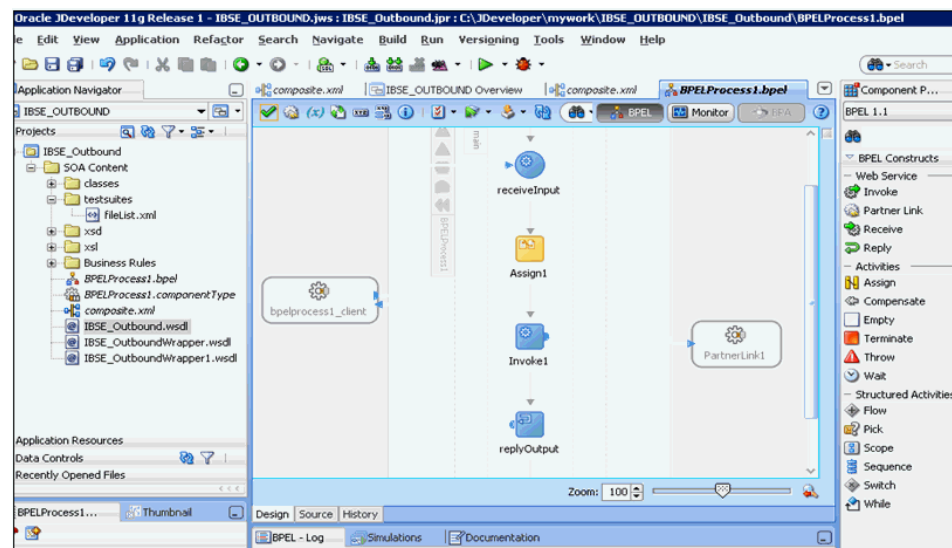 Oracle JDeveloper 11g Release 1 - IBSE_OUTBOUND.jws : IBSE_Outbound.jpr : C:\JDeveloper\mywork\IBSE_OUTBOUND\IBSE_Outbound\BPELProcess1.bpel
le Edit View Application Refactor Search Navigate Build Run Versioning Tools Window Help
Search
Application Navigator
composite.xml
IBSE_OUTBOUND Overview
composite.xml
BPELProcess1.bpel
Component P...
IBSE_OUTBOUND
BPEL
Monitor
BPA
BPEL 1.1
Projects
IBSE_Outbound
SOA Content
classes
testsuites
fileList.xml
xsd
xsl
Business Rules
BPELProcess1.bpel
BPELProcess1.componentType
composite.xml
IBSE_Outbound.wsdl
IBSE_OutboundWrapper.wsdl
IBSE_OutboundWrapper1.wsdl
Application Resources
Data Controls
Recently Opened Files
BPELProcess1...
Thumbnail
main
BPELProcess1
receiveInput
Assign1
bpelprocess1_client
Invoke1
PartnerLink1
replyOutput
Zoom: 100
Design Source History
BPEL - Log
Simulations
Documentation
BPEL Constructs
Web Service
Invoke
Partner Link
Receive
Reply
Activities
Assign
Compensate
Empty
Terminate
Throw
Wait
Structured Activities
Flow
Pick
Scope
Sequence
Switch
While